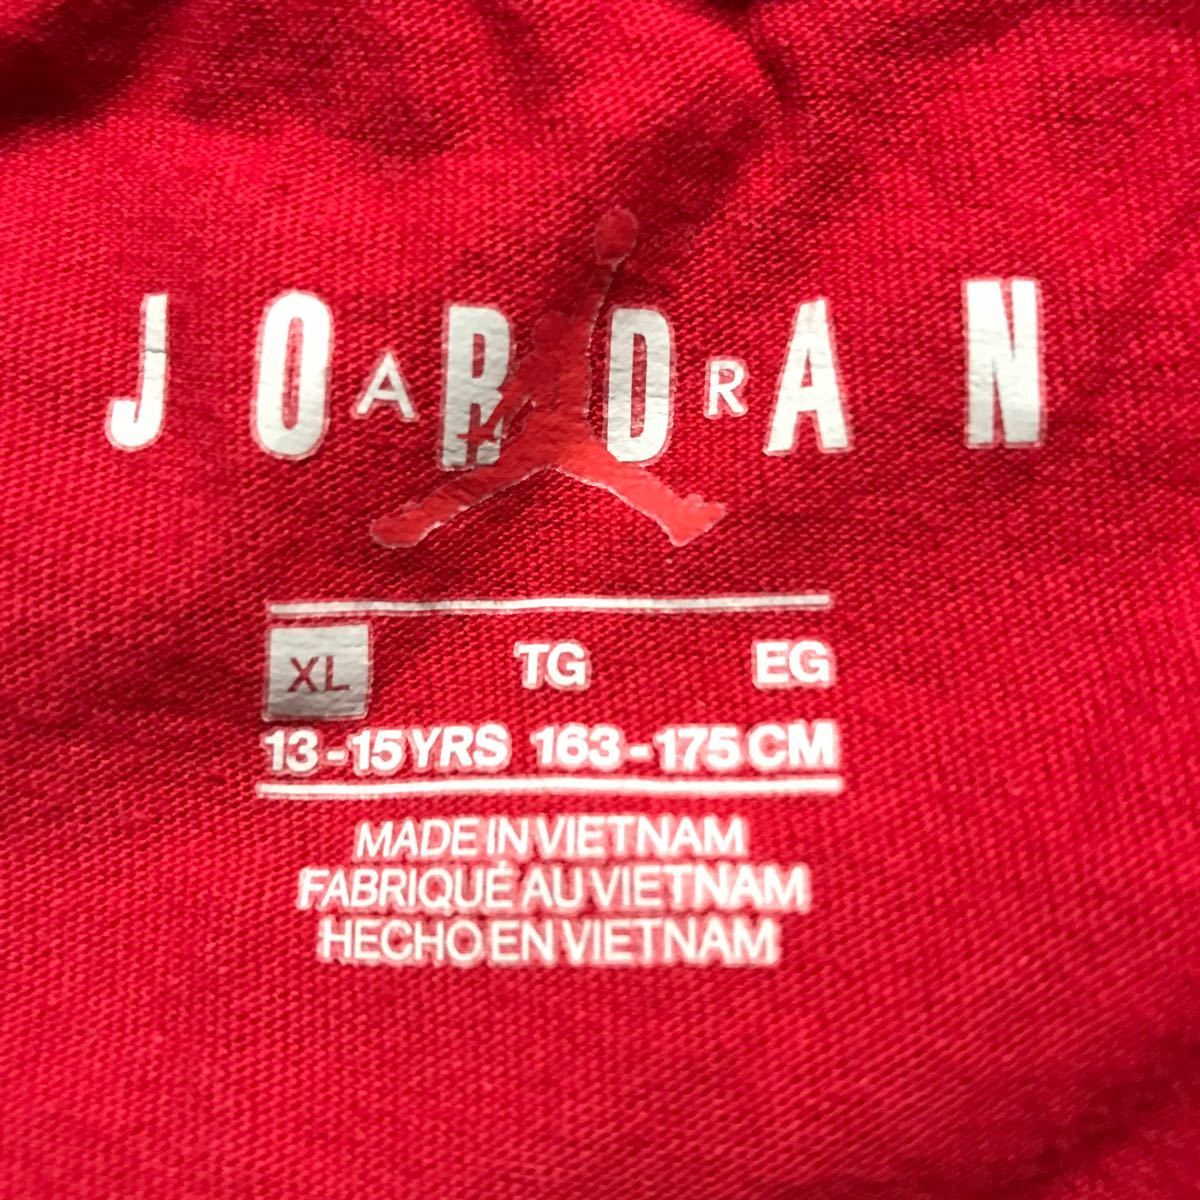 JORDAN
AIR
XL TG EG
13-15YRS 163-175CM
MADE IN VIETNAM
FABRIQUÉ AU VIETNAM
HECHO EN VIETNAM